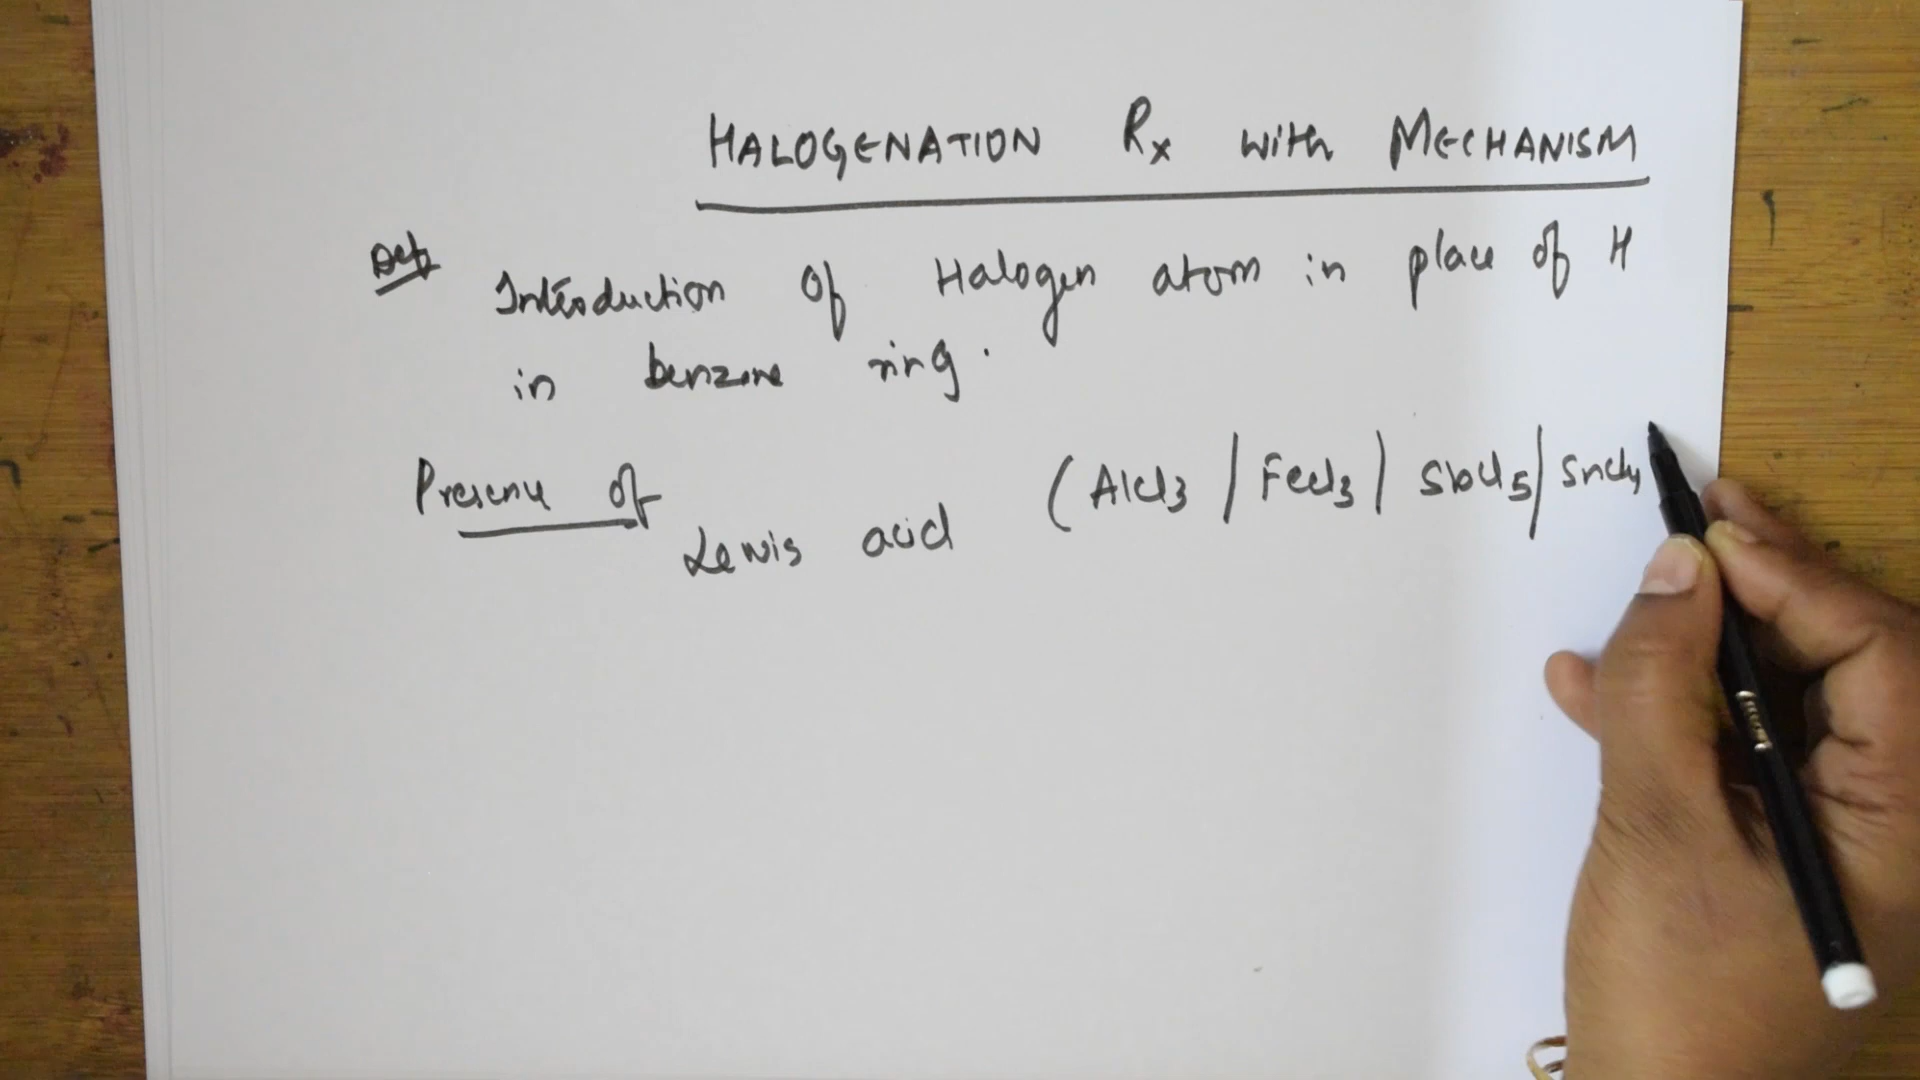 HALOGENATION Rx with MECHANISM
Def Introduction of Halogen atom in place of H
in benzene ring.
Presence of
Lewis acid (AlCl3 / FeCl3 / SbCl5 / SnCl4